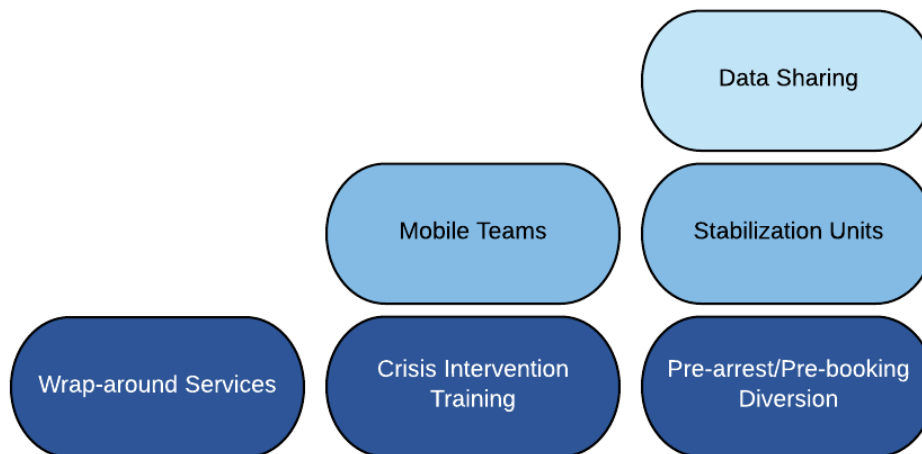 Data Sharing
Mobile Teams
Stabilization Units
Wrap-around Services
Crisis Intervention
Training
Pre-arrest/Pre-booking
Diversion